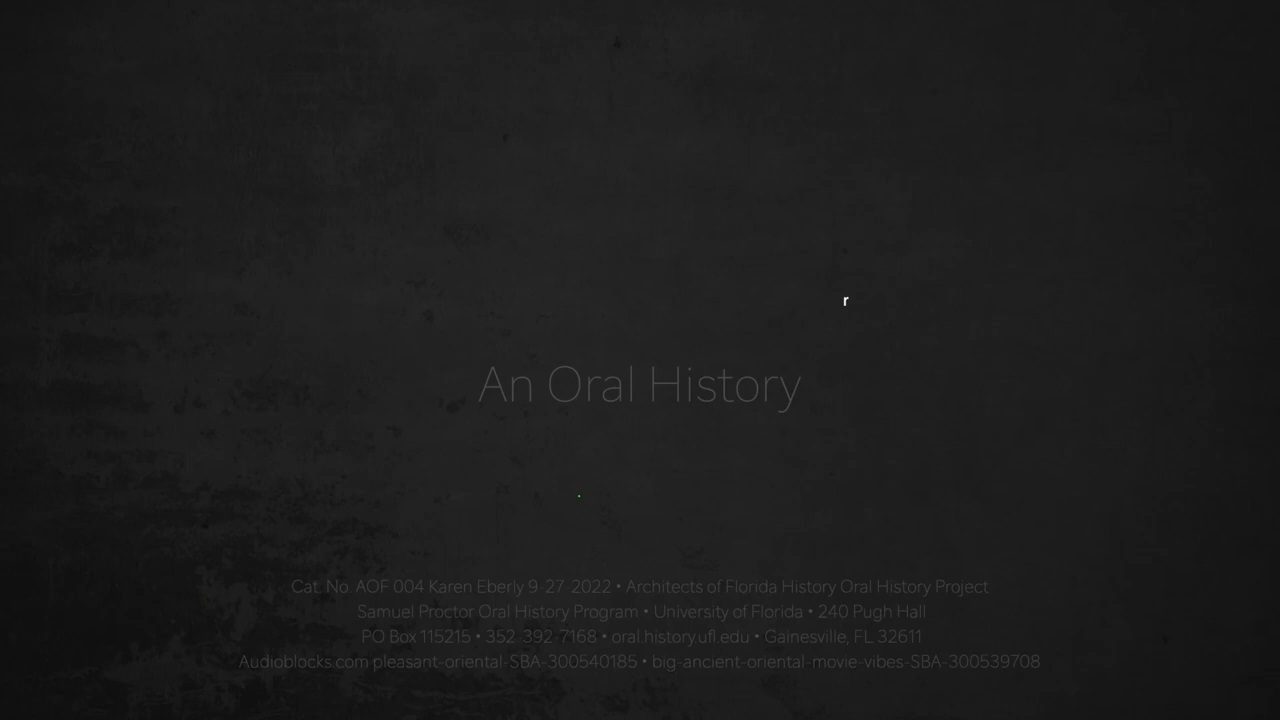 r
An Oral History
Cat. No. AOF 004 Karen Eberly 9-27-2022 • Architects of Florida History Oral History Project
Samuel Proctor Oral History Program • University of Florida • 240 Pugh Hall
PO Box 115215 • 352-392-7168 • oral.history.ufl.edu • Gainesville, FL 32611
Audioblocks.com pleasant-oriental-SBA-300540185 • big-ancient-oriental-movie-vibes-SBA-300539708